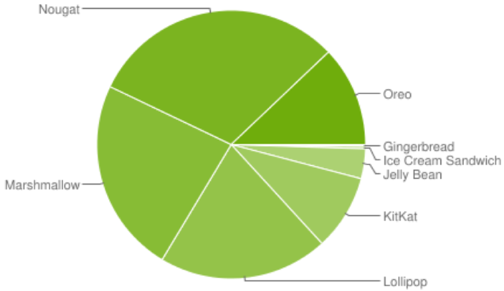 Nougat
Oreo
Gingerbread
Ice Cream Sandwich
Jelly Bean
Marshmallow
KitKat
Lollipop